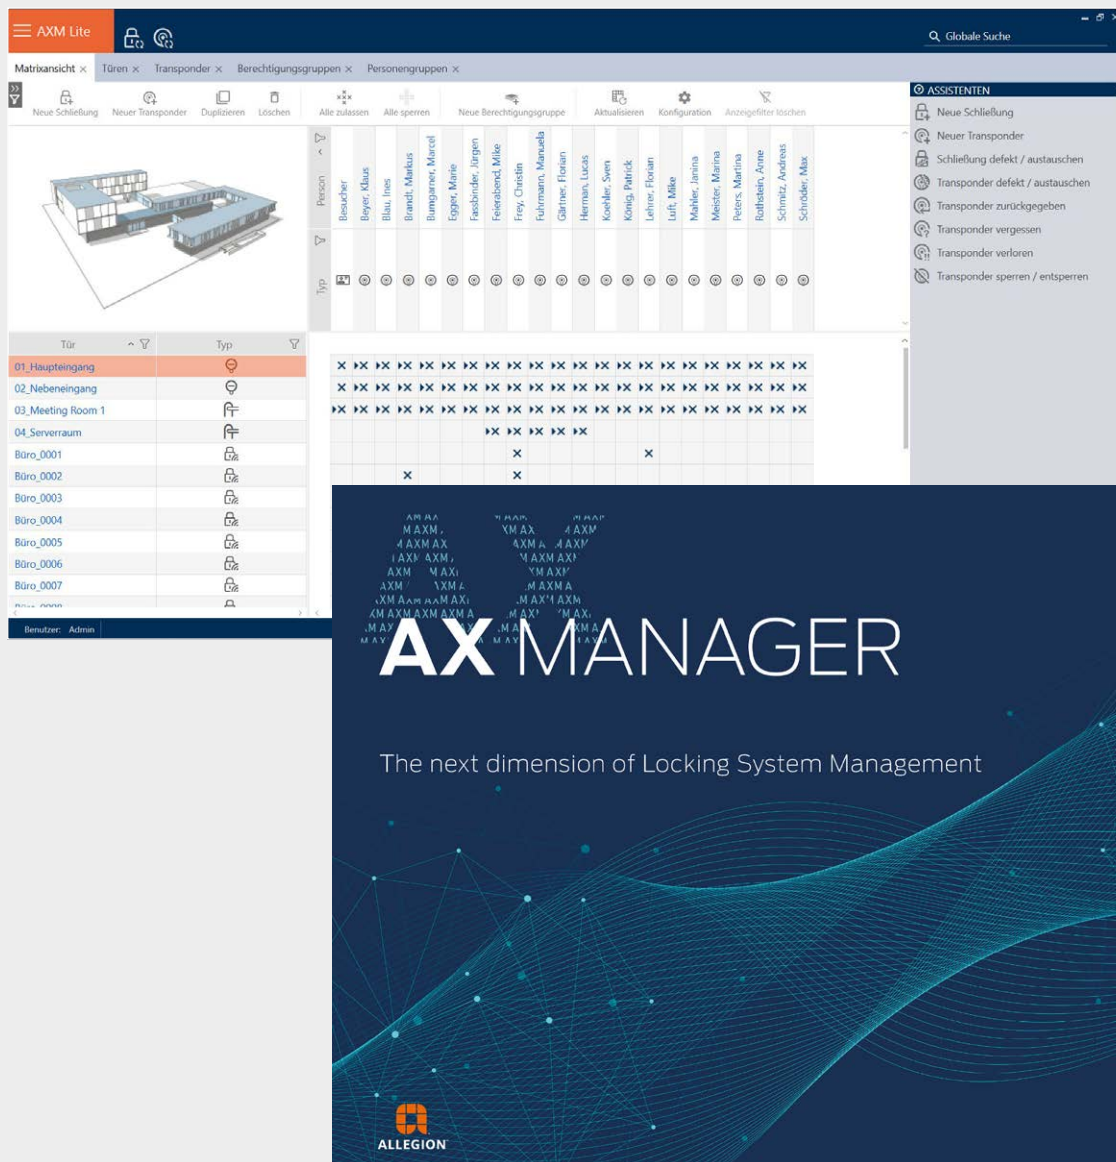 AXM Lite
Globale Suche
Matrixansicht × Türen × Transponder × Berechtigungsgruppen × Personengruppen ×
Neue Schließung Neuer Transponder Duplizieren Löschen Alle zulassen Alle sperren Neue Berechtigungsgruppe Aktualisieren Konfiguration Anzeigefilter löschen
ASSISTENTEN
Neue Schließung
Neuer Transponder
Schließung defekt / austauschen
Transponder defekt / austauschen
Transponder zurückgegeben
Transponder vergessen
Transponder verloren
Transponder sperren / entsperren
Person
Besucher
Beyer, Klaus
Blau, Ines
Brandt, Markus
Bumgarner, Marcel
Egger, Marie
Fassbinder, Jürgen
Feierabend, Mike
Frey, Christin
Fuhrmann, Manuela
Gärtner, Florian
Herrman, Lucas
Koehler, Sven
König, Patrick
Lehrer, Florian
Luft, Mike
Mahler, Janina
Meister, Marina
Peters, Martina
Rothstein, Anne
Schmitz, Andreas
Schröder, Max
Typ
Tür Typ
01_Haupteingang
02_Nebeneingang
03_Meeting Room 1
04_Serverraum
Büro_0001
Büro_0002
Büro_0003
Büro_0004
Büro_0005
Büro_0006
Büro_0007
Benutzer: Admin
AX MANAGER
The next dimension of Locking System Management
ALLEGION